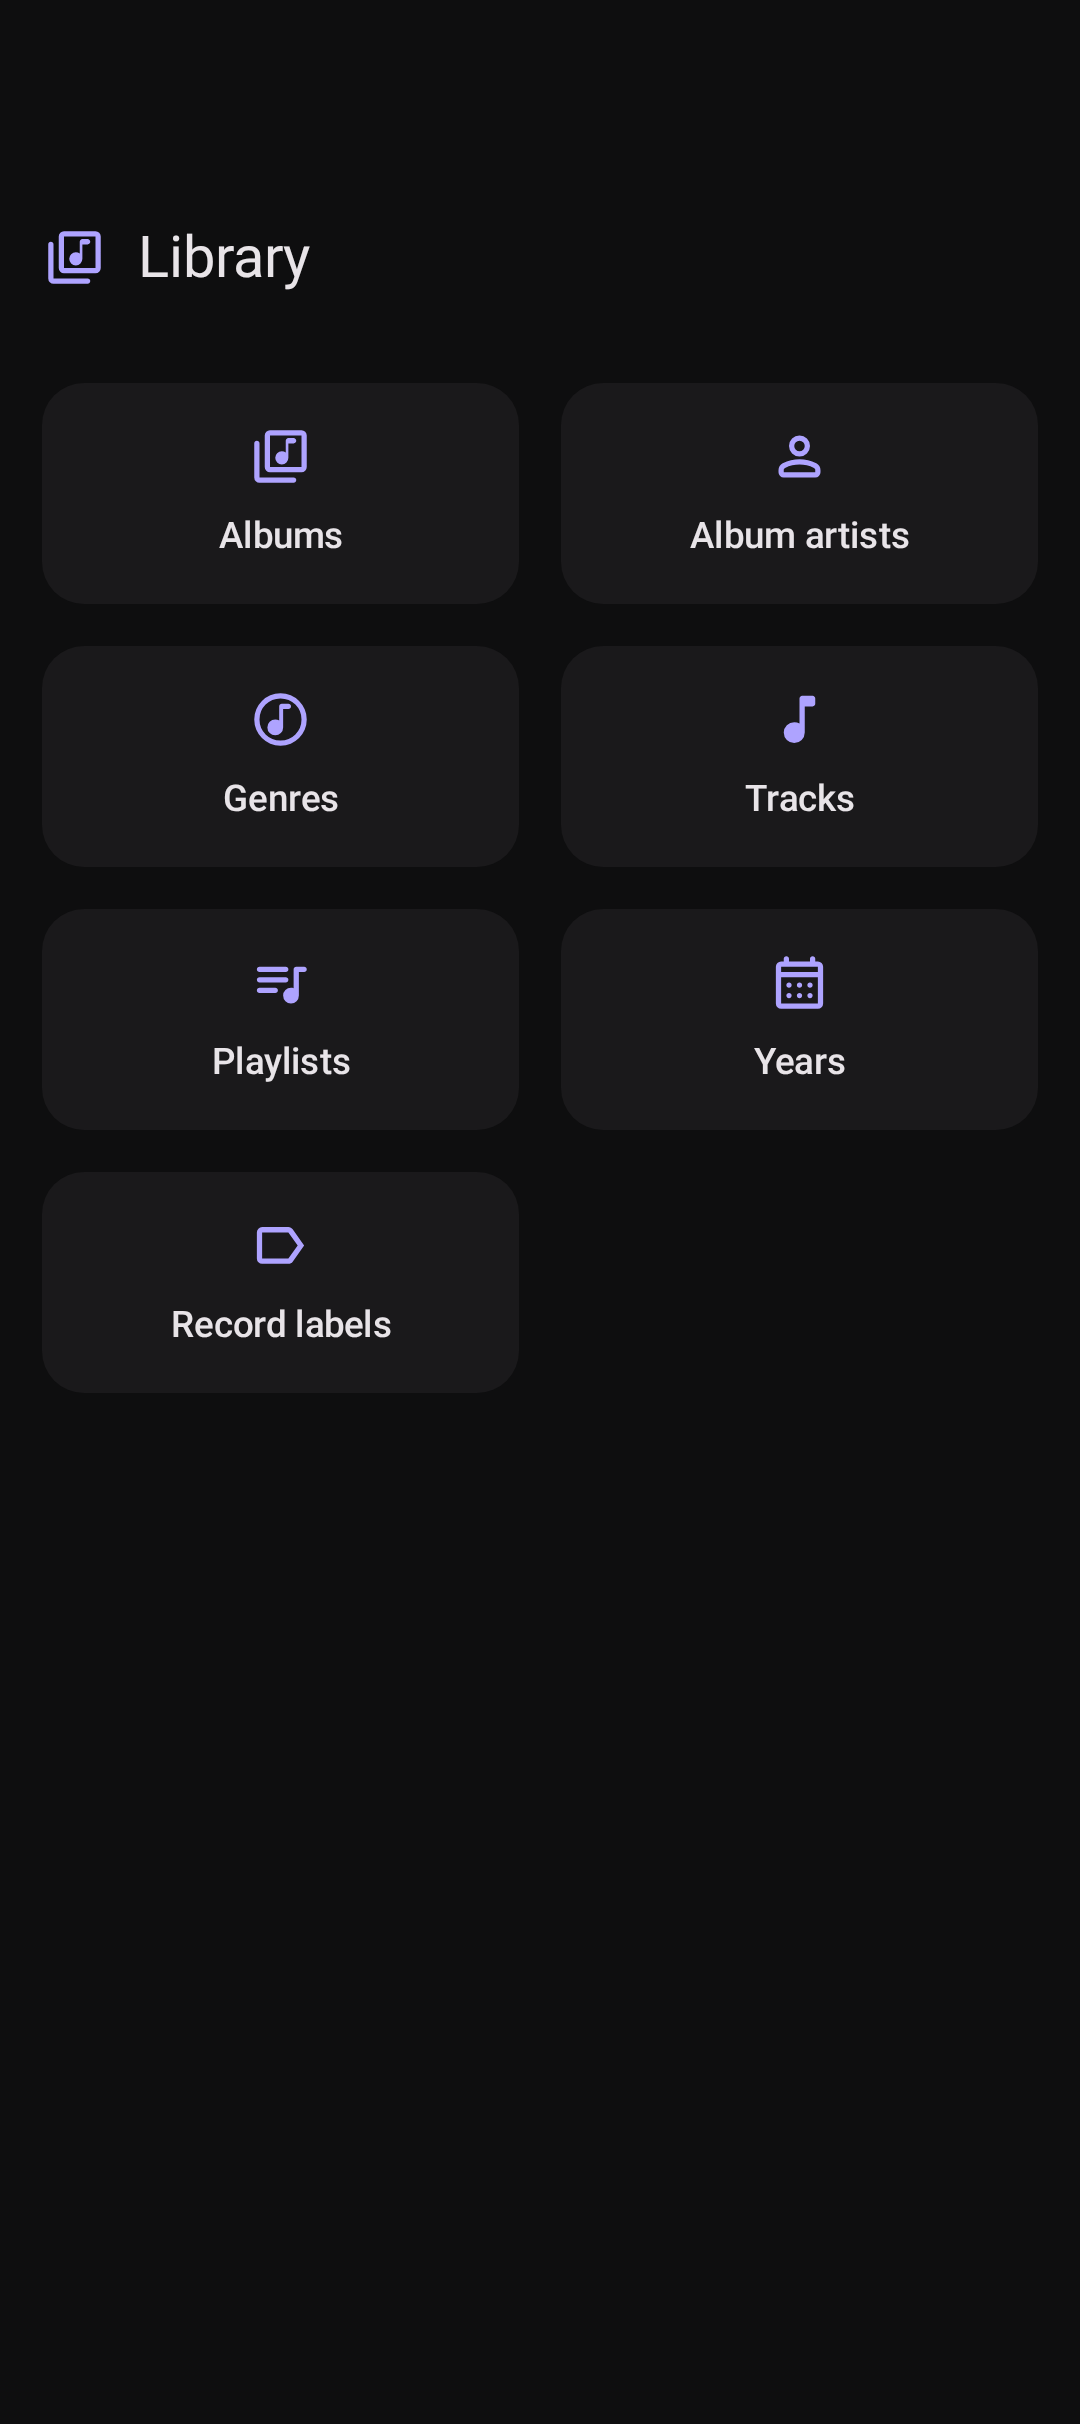 Library
Albums
Album artists
Genres
Tracks
Playlists
Years
Record labels